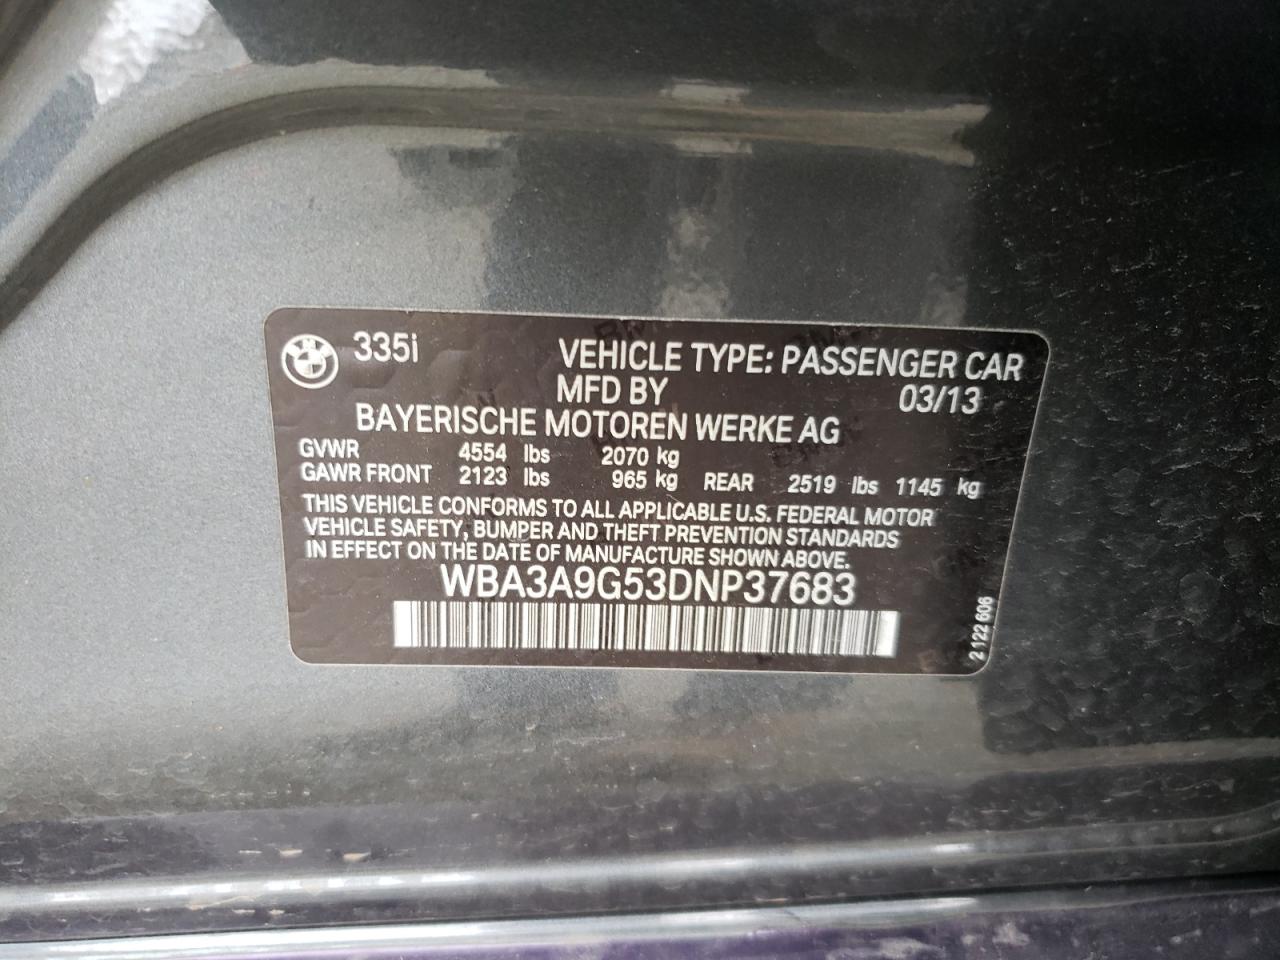 335i VEHICLE TYPE: PASSENGER CAR
MFD BY 03/13
BAYERISCHE MOTOREN WERKE AG
GVWR 4554 lbs 2070 kg
GAWR FRONT 2123 lbs 965 kg REAR 2519 lbs 1145 kg
THIS VEHICLE CONFORMS TO ALL APPLICABLE U.S. FEDERAL MOTOR
VEHICLE SAFETY, BUMPER AND THEFT PREVENTION STANDARDS
IN EFFECT ON THE DATE OF MANUFACTURE SHOWN ABOVE.
WBA3A9G53DNP37683
2 122 606